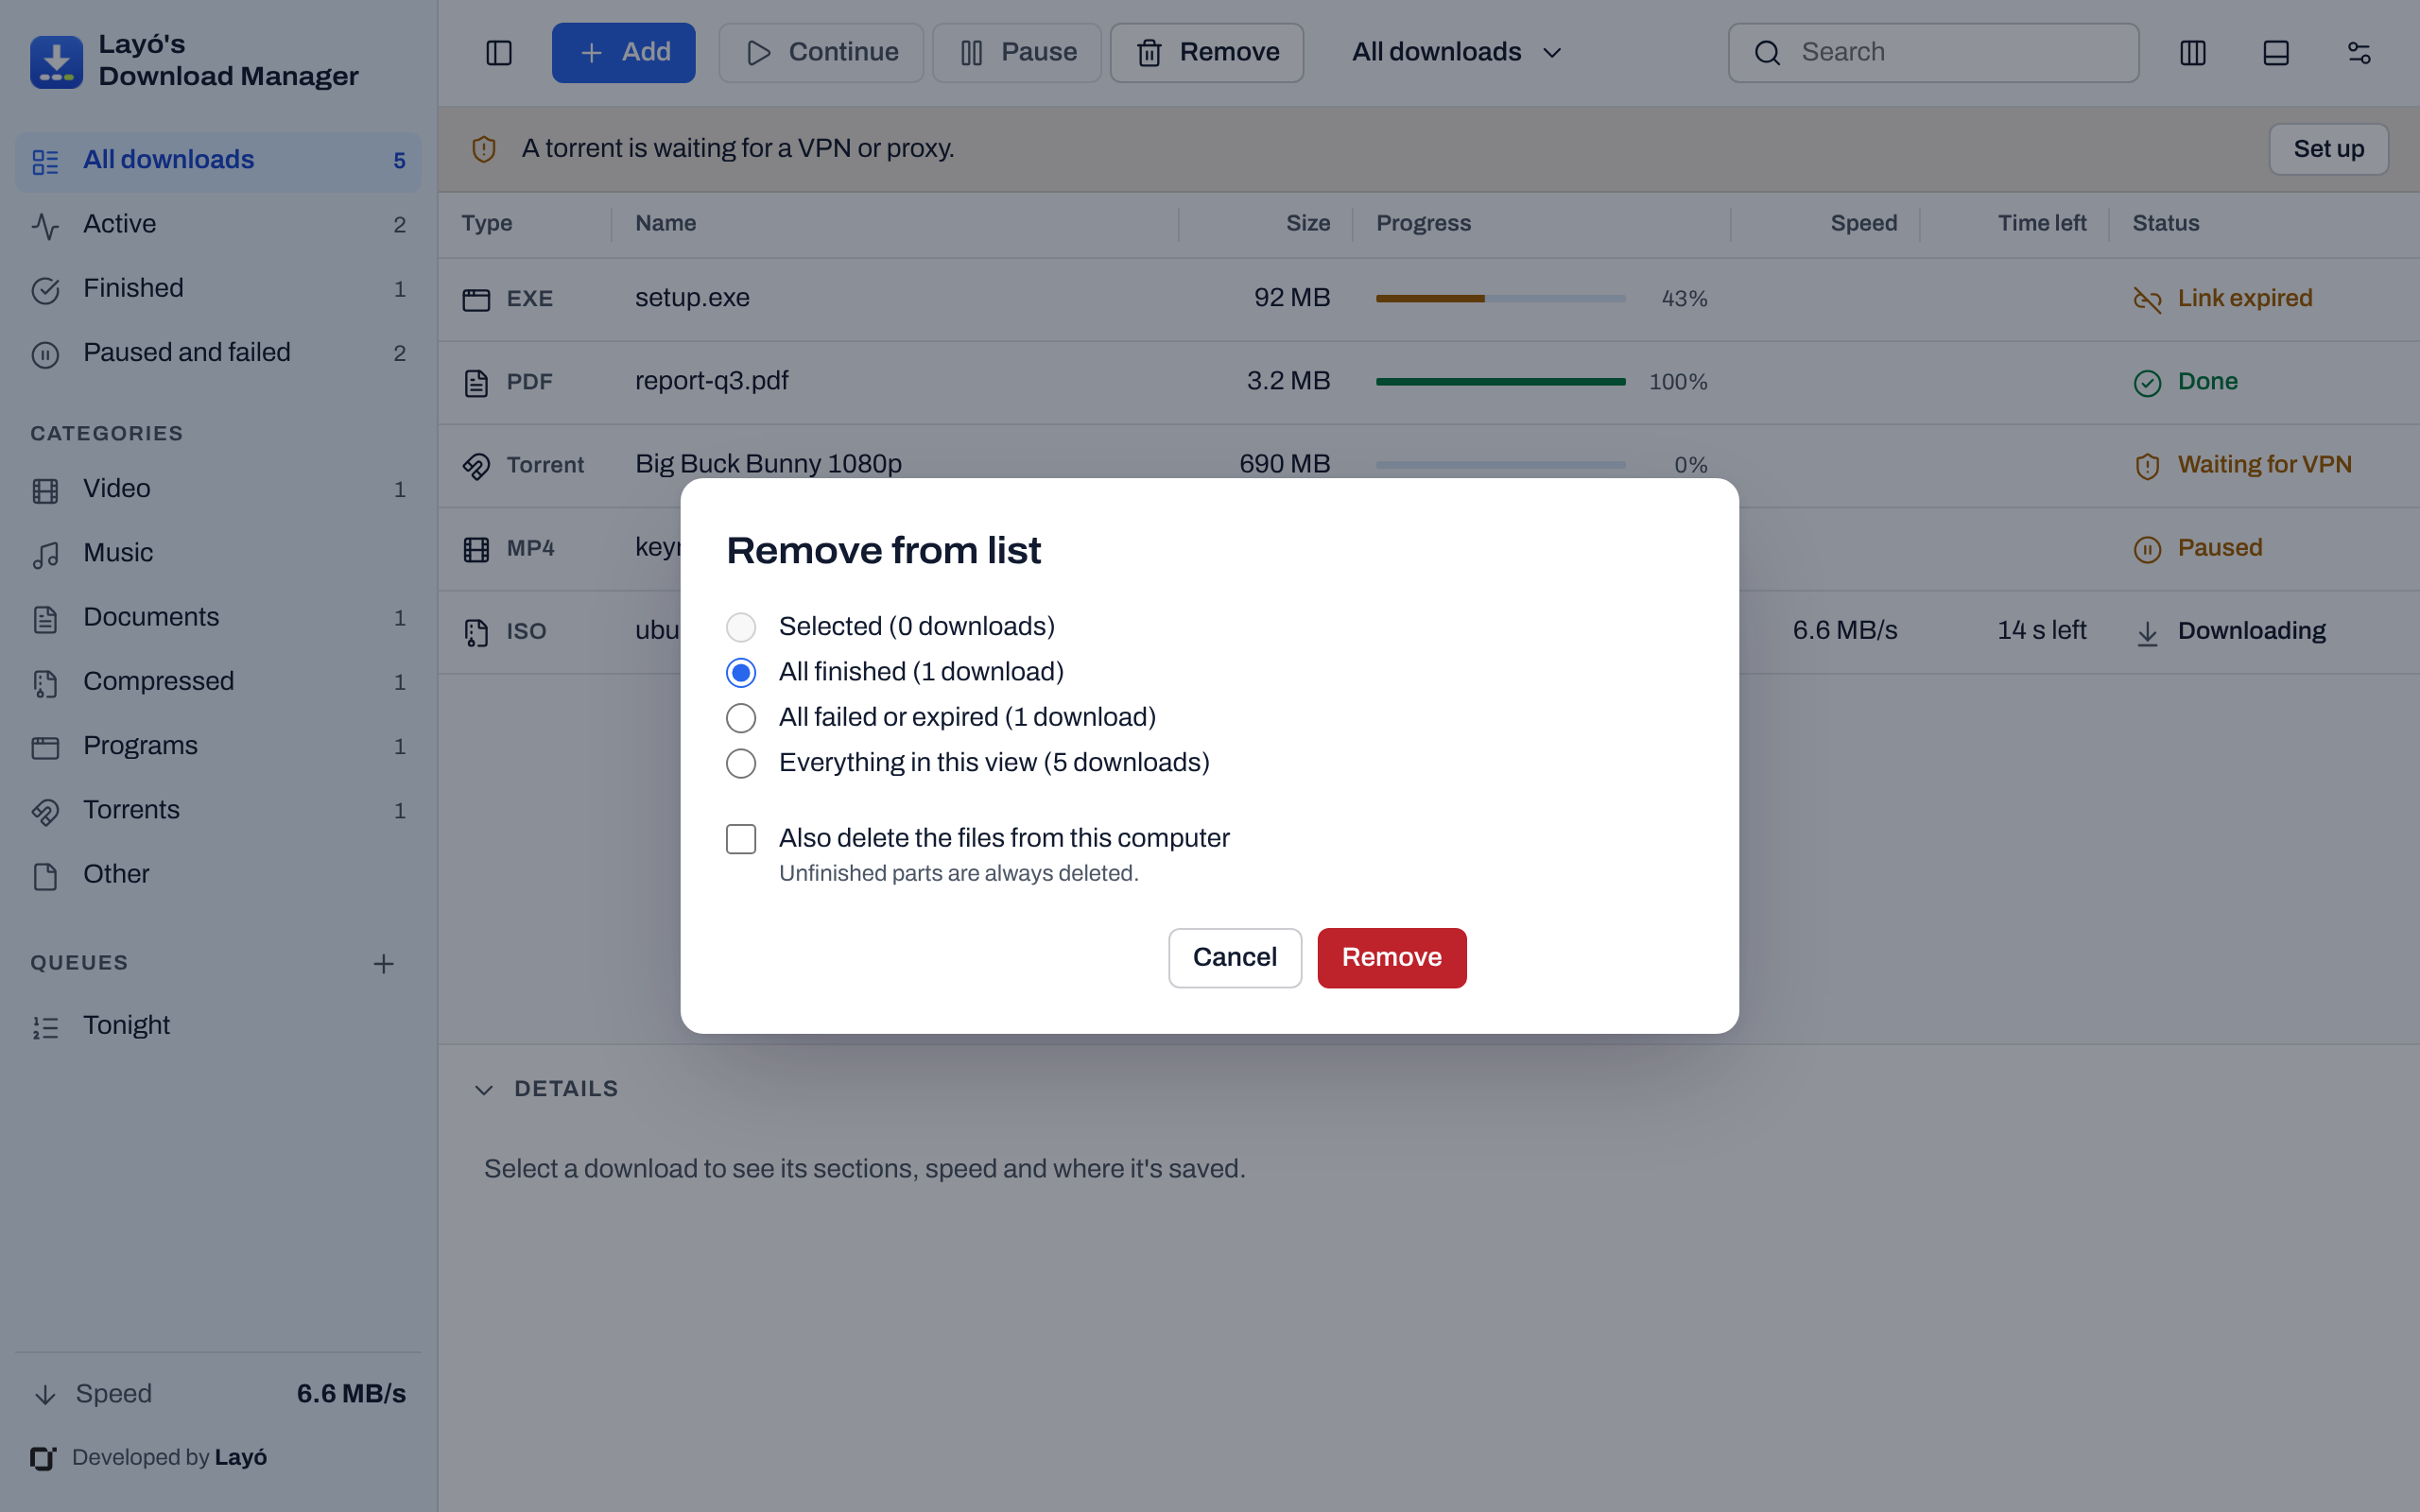 Layó's
Download Manager
Add
Continue
Pause
Remove
All downloads
Search
All downloads 5
Active 2
Finished 1
Paused and failed 2
CATEGORIES
Video 1
Music
Documents 1
Compressed 1
Programs 1
Torrents 1
Other
QUEUES
Tonight
Speed 6.6 MB/s
Developed by Layó
A torrent is waiting for a VPN or proxy.
Set up
Type Name Size Progress Speed Time left Status
EXE setup.exe 92 MB 43% Link expired
PDF report-q3.pdf 3.2 MB 100% Done
Torrent Big Buck Bunny 1080p 690 MB 0% Waiting for VPN
MP4 Paused
ISO ubu 6.6 MB/s 14 s left Downloading
Remove from list
Selected (0 downloads)
All finished (1 download)
All failed or expired (1 download)
Everything in this view (5 downloads)
Also delete the files from this computer
Unfinished parts are always deleted.
Cancel
Remove
DETAILS
Select a download to see its sections, speed and where it's saved.